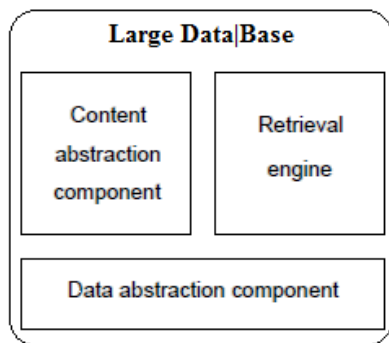 Large Data|Base
Content
abstraction
component
Retrieval
engine
Data abstraction component